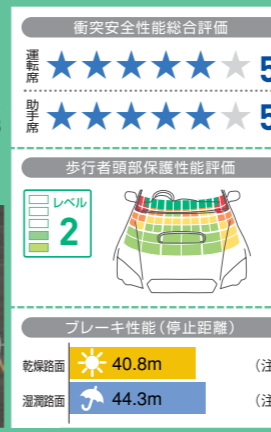 衝突安全性能総合評価
運転席 ★★★★★★ 5
助手席 ★★★★★★ 5
歩行者頭部保護性能評価
レベル
2
ブレーキ性能（停止距離）
乾燥路面 40.8m （注
湿潤路面 44.3m （注